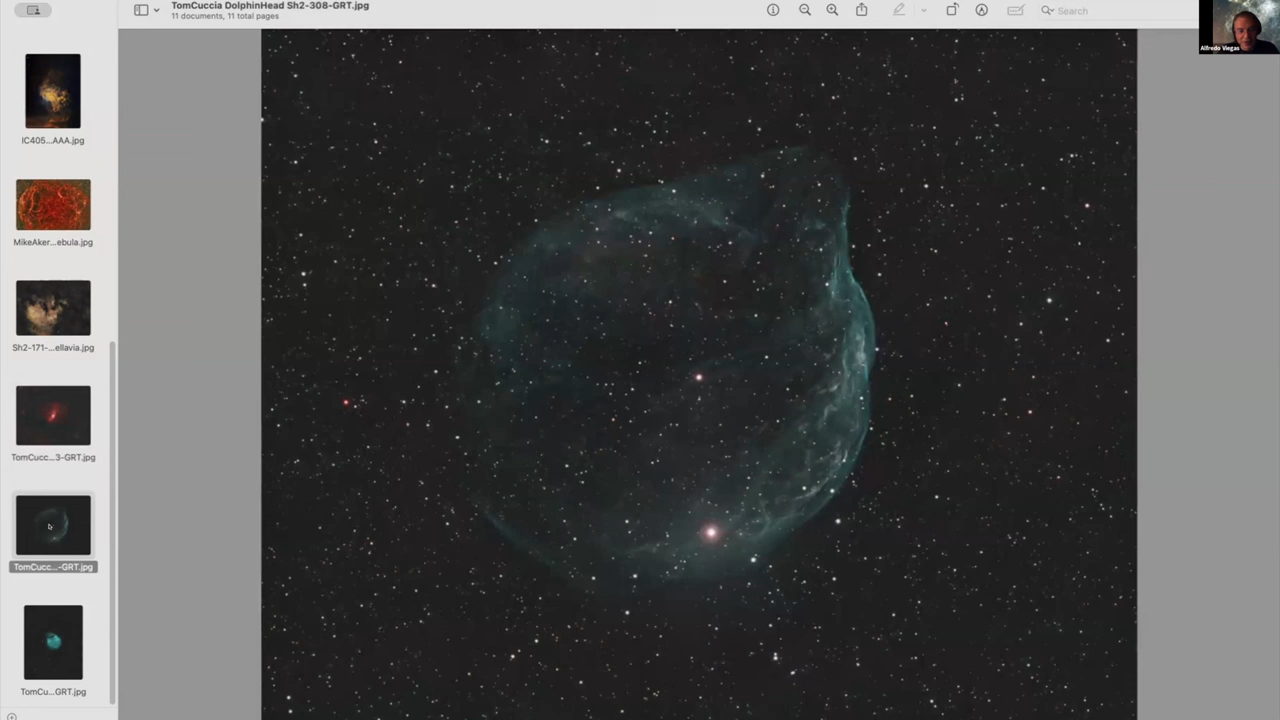 TomCuccia DolphinHead Sh2-308-GRT.jpg
11 documents, 11 total pages
Search
Alfredo Viegas
IC405...AAA.jpg
MikeAker...ebula.jpg
Sh2-171-...ellavia.jpg
TomCucc...3-GRT.jpg
TomCucc...-GRT.jpg
TomCu...GRT.jpg